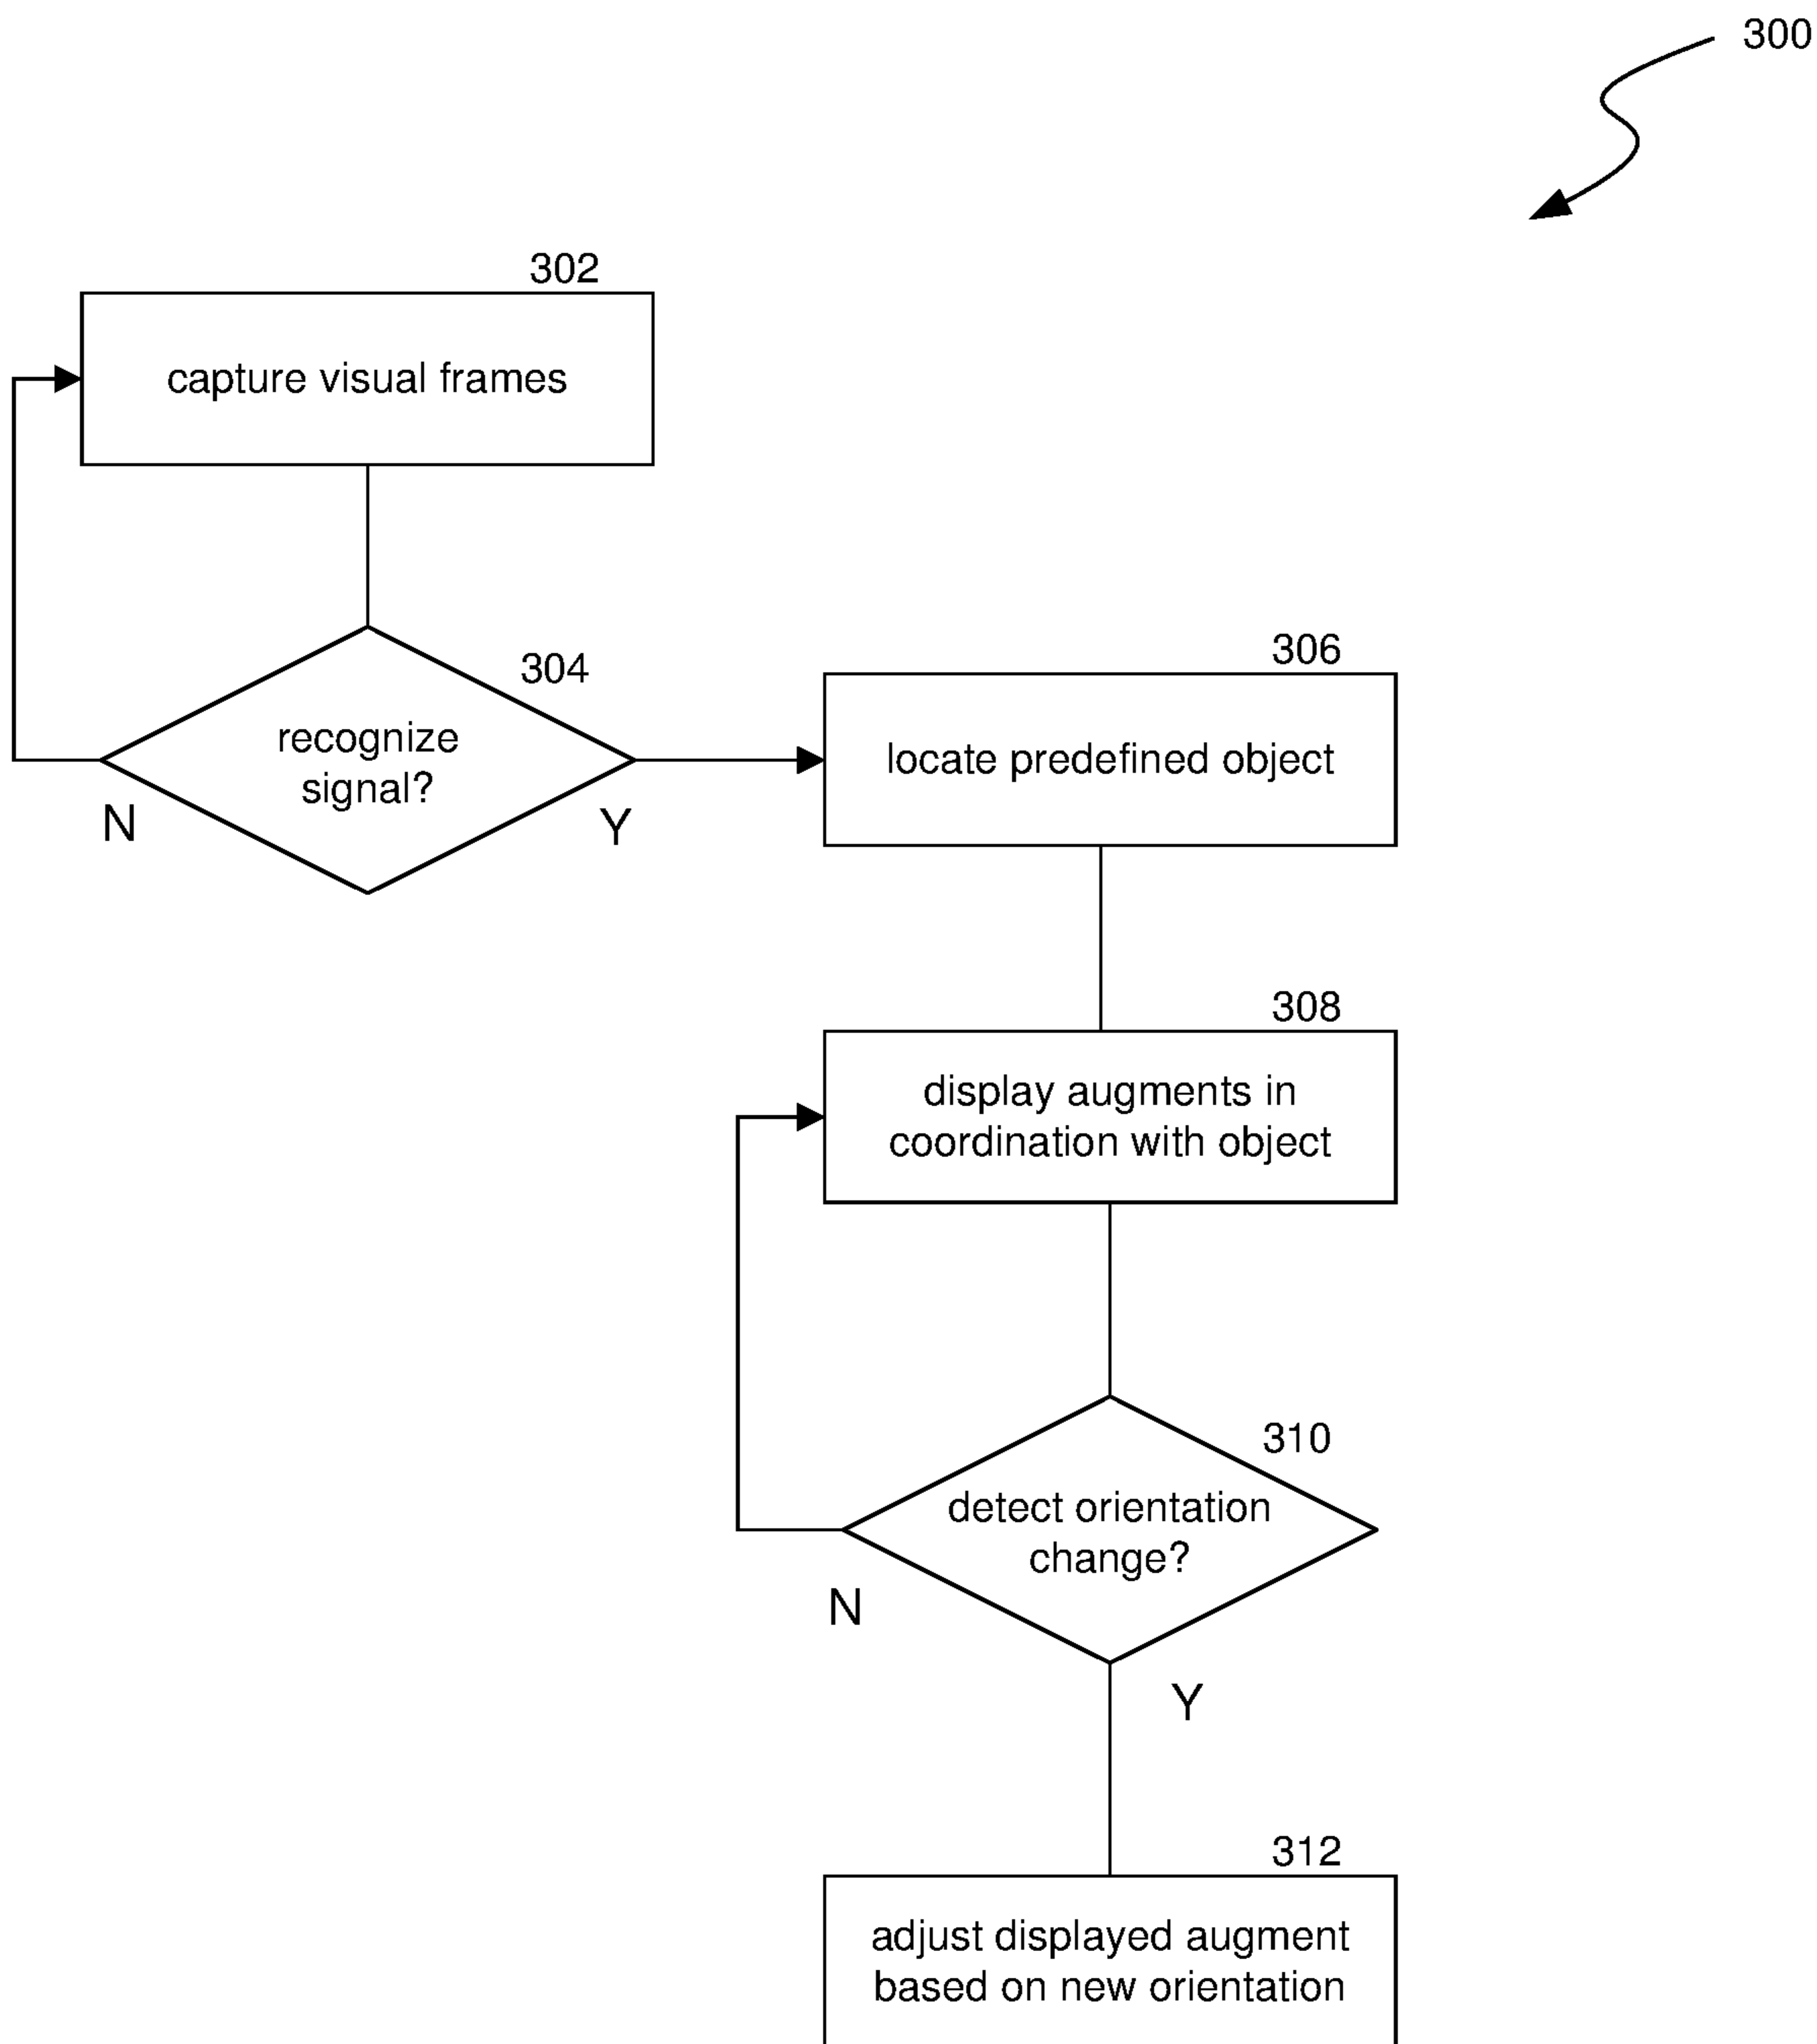 300
302
capture visual frames
304
recognize
signal?
N
Y
306
locate predefined object
308
display augments in
coordination with object
310
detect orientation
change?
N
Y
312
adjust displayed augment
based on new orientation